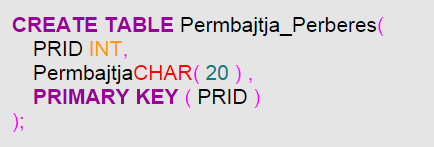 CREATE TABLE Permbajtja_Perberes(
PRID INT,
PermbajtjaCHAR( 20 ) ,
PRIMARY KEY ( PRID )
);